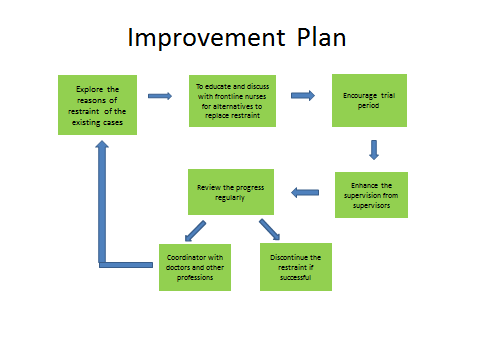 Improvement Plan
Explore the
reasons of
restraint of the
existing cases
To educate and discuss
with frontline nurses
for alternatives to
replace restraint
Encourage trial
period
Enhance the
supervision from
supervisors
Review the progress
regularly
Coordinator with
doctors and other
professions
Discontinue the
restraint if
successful